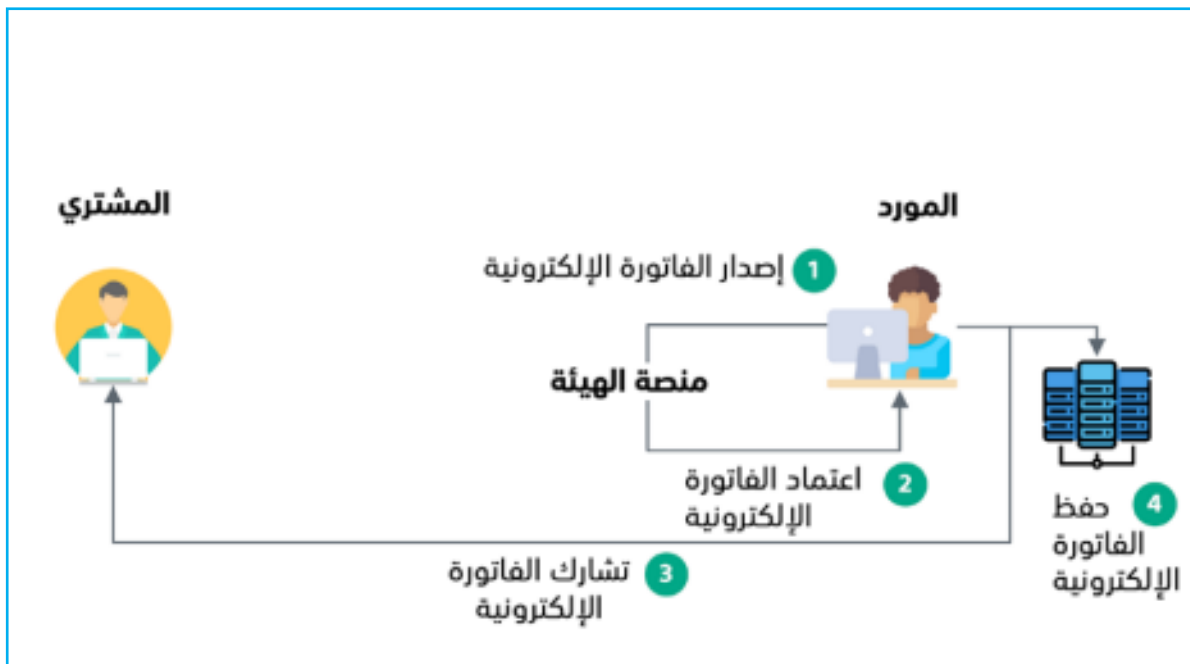 المورد
المشتري
1 إصدار الفاتورة الإلكترونية
منصة الهيئة
2 اعتماد الفاتورة
الإلكترونية
3 تشارك الفاتورة
الإلكترونية
4 حفظ
الفاتورة
الإلكترونية